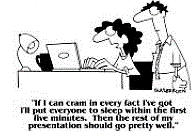 "If I can cram in every fact I've got
I'll put everyone to sleep within the first
five minutes. Then the rest of my
presentation should go pretty well."